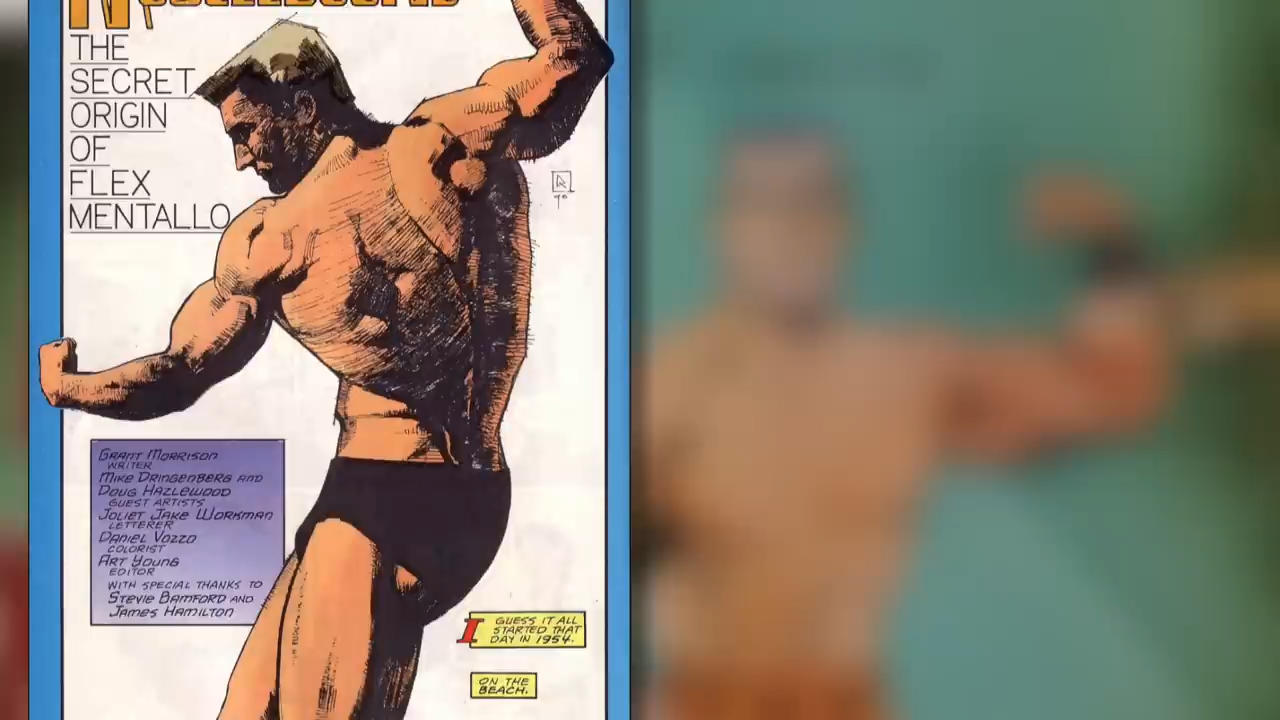 THE
SECRET
ORIGIN
OF
FLEX
MENTALLO
GRANT MORRISON
WRITER
MIKE DRINGENBERG AND
DOUG HAZLEWOOD
GUEST ARTISTS
JOLIET JAKE WORKMAN
LETTERER
DANIEL VOZZO
COLORIST
ART YOUNG
EDITOR
WITH SPECIAL THANKS TO
STEVIE BAMFORD AND
JAMES HAMILTON
I GUESS IT ALL
STARTED THAT
DAY IN 1954.
ON THE
BEACH.